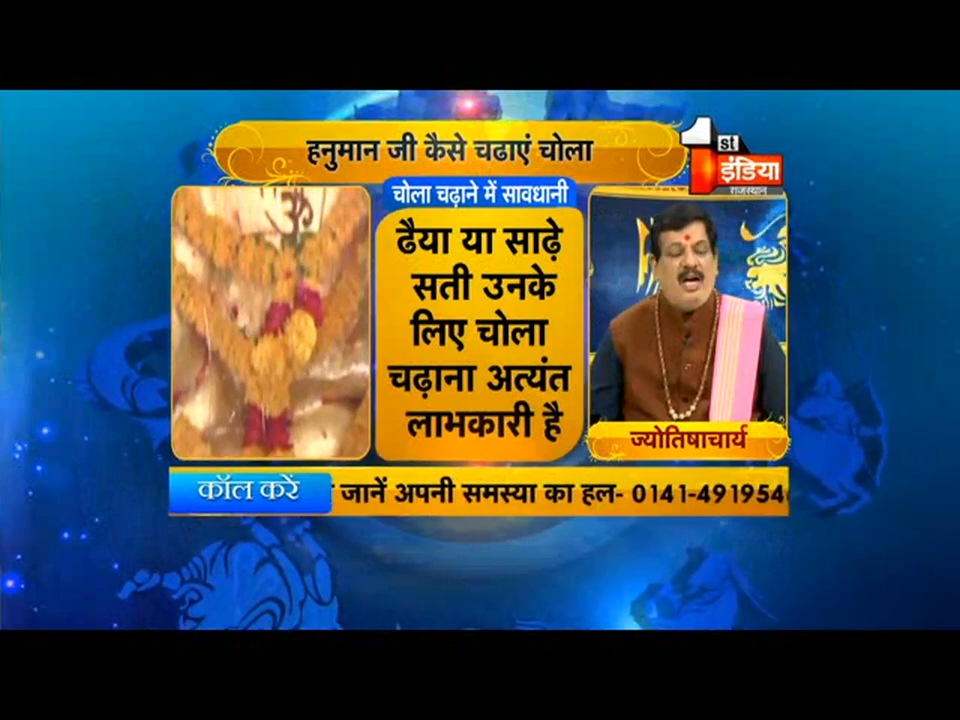 हनुमान जी कैसे चढाएं चोला
1st
इंडिया
राजस्थान
चोला चढ़ाने में सावधानी
ॐ
ढैया या साढ़े
सती उनके
लिए चोला
चढ़ाना अत्यंत
लाभकारी है
ज्योतिषाचार्य
कॉल करें
जानें अपनी समस्या का हल- 0141-491954